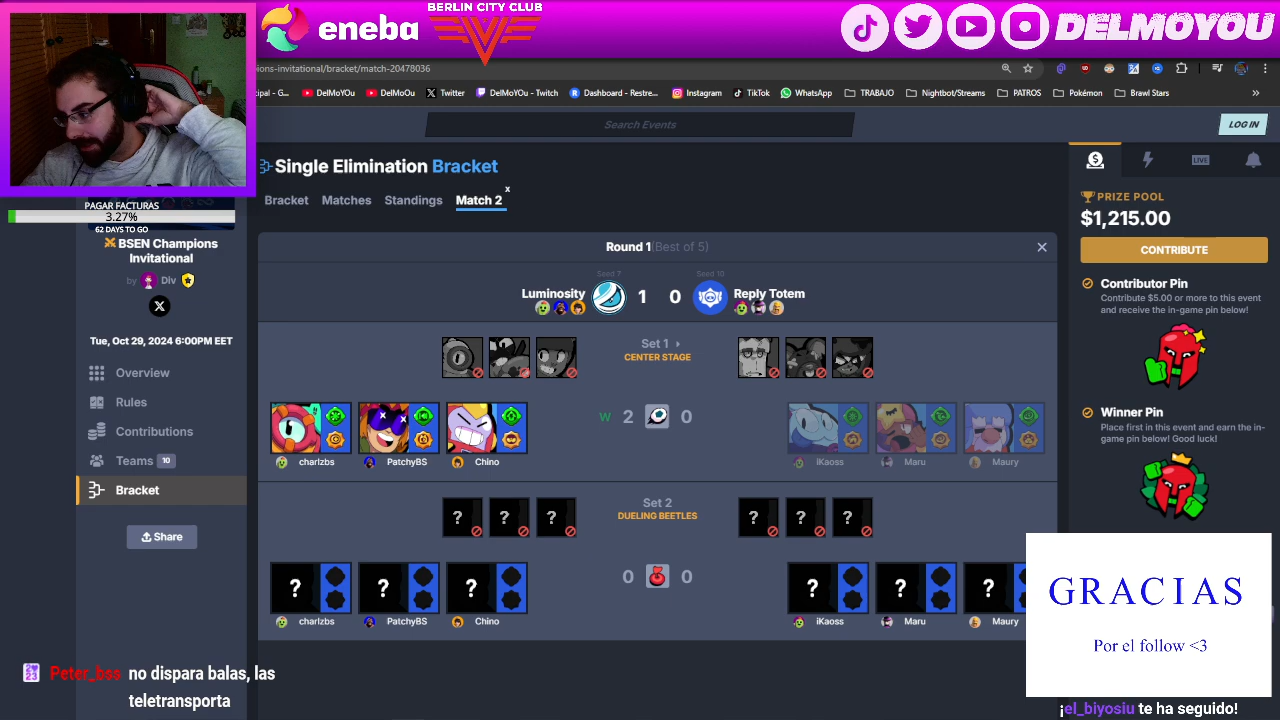 eneba
BERLIN CITY CLUB
DELMOYOU
ions-invitational/bracket/match-20478036
cipal - G...
DelMoYOu
DelMoOu
Twitter
DelMoYOu - Twitch
Dashboard - Restre...
Instagram
TikTok
WhatsApp
TRABAJO
Nightbot/Streams
PATROS
Pokémon
Brawl Stars
Search Events
LOG IN
Single Elimination Bracket
Bracket
Matches
Standings
Match 2
x
LIVE
PAGAR FACTURAS
3.27%
62 DAYS TO GO
BSEN Champions
Invitational
by Div
Tue, Oct 29, 2024 6:00PM EET
Overview
Rules
Contributions
Teams 10
Bracket
Share
Round 1 (Best of 5)
Seed 7
Seed 10
Luminosity 1 0 Reply Totem
Set 1
CENTER STAGE
W 2 0
charlzbs
PatchyBS
Chino
iKaoss
Maru
Maury
Set 2
DUELING BEETLES
? ? ? ? ? ?
? ? ? 0 0 ? ? ?
charlzbs
PatchyBS
Chino
iKaoss
Maru
Maury
PRIZE POOL
$1,215.00
CONTRIBUTE
Contributor Pin
Contribute $5.00 or more to this event
and receive the in-game pin below!
Winner Pin
Place first in this event and earn the in-
game pin below! Good luck!
GRACIAS
Por el follow <3
Peter_bss no dispara balas, las
teletransporta
¡el_biyosiu te ha seguido!